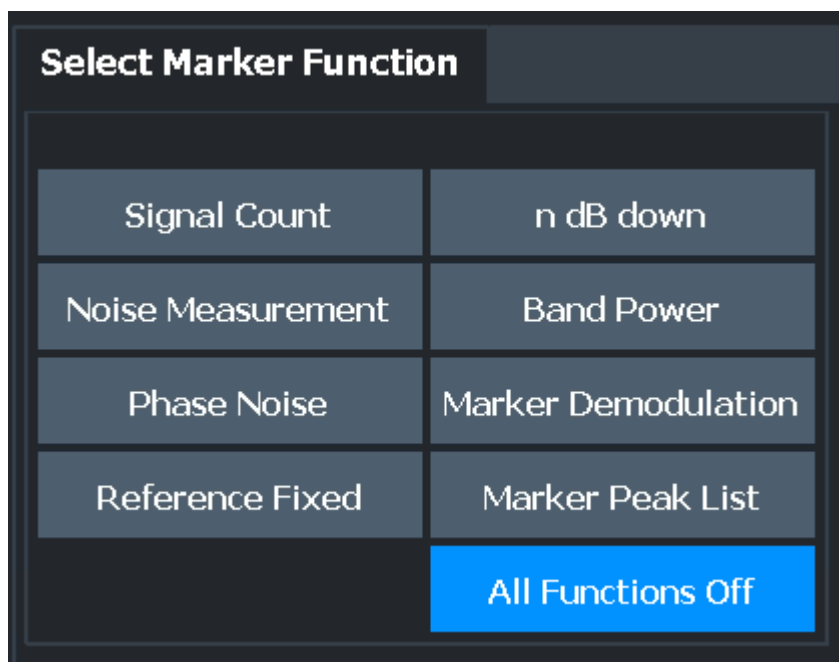 Select Marker Function
Signal Count
n dB down
Noise Measurement
Band Power
Phase Noise
Marker Demodulation
Reference Fixed
Marker Peak List
All Functions Off